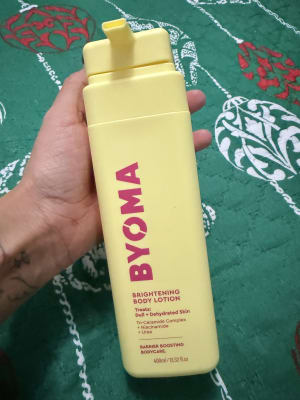 BYOMA
BRIGHTENING
BODY LOTION
Treats:
Dull + Dehydrated Skin
Tri-Ceramide Complex
+ Niacinamide
+ Urea
BARRIER BOOSTING
BODYCARE.
400ml / 13.52 fl.oz